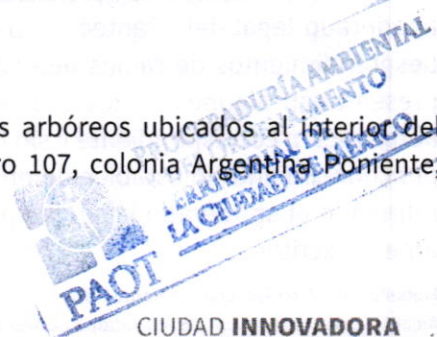 s arbóreos ubicados al interior del
ro 107, colonia Argentina Poniente,
PROCURADURÍA AMBIENTAL
DEL ORDENAMIENTO
TERRITORIAL DE
LA CIUDAD DE MÉXICO
PAOT
CIUDAD INNOVADORA